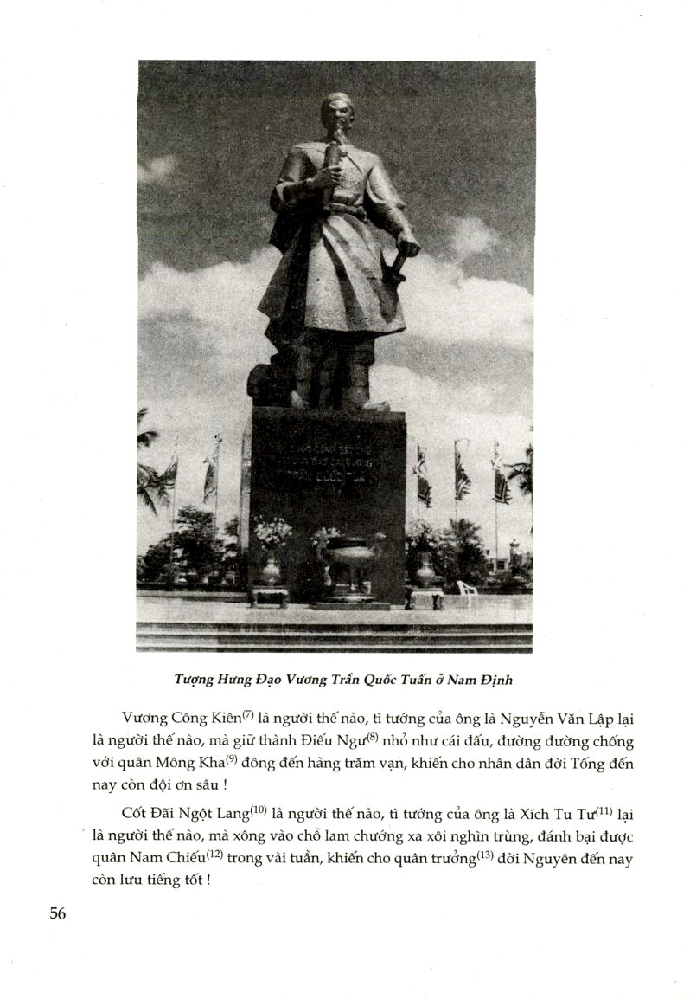 TRẦN QUỐC TUẤN
Tượng Hưng Đạo Vương Trần Quốc Tuấn ở Nam Định
Vương Công Kiên(7) là người thế nào, tì tướng của ông là Nguyễn Văn Lập lại
là người thế nào, mà giữ thành Điếu Ngư(8) nhỏ như cái đấu, đường đường chống
với quân Mông Kha(9) đông đến hàng trăm vạn, khiến cho nhân dân đời Tống đến
nay còn đội ơn sâu !
Cốt Đãi Ngột Lang(10) là người thế nào, tì tướng của ông là Xích Tu Tư(11) lại
là người thế nào, mà xông vào chỗ lam chướng xa xôi nghìn trùng, đánh bại được
quân Nam Chiếu(12) trong vài tuần, khiến cho quân trưởng(13) đời Nguyên đến nay
còn lưu tiếng tốt !
56